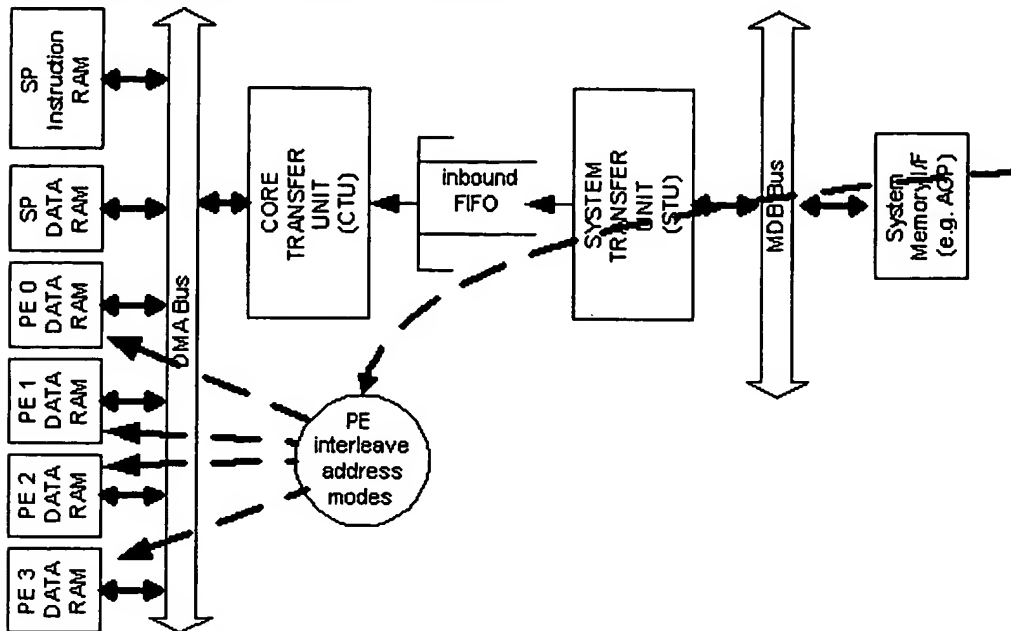 SP
Instruction
RAM
SP
DATA
RAM
PE 0
DATA
RAM
PE 1
DATA
RAM
PE 2
DATA
RAM
PE 3
DATA
RAM
DMA Bus
CORE
TRANSFER
UNIT
(CTU)
inbound
FIFO
SYSTEM
TRANSFER
UNIT
(STU)
MDB Bus
System
Memory I/F
(e.g. AGP)
PE
interleave
address
modes